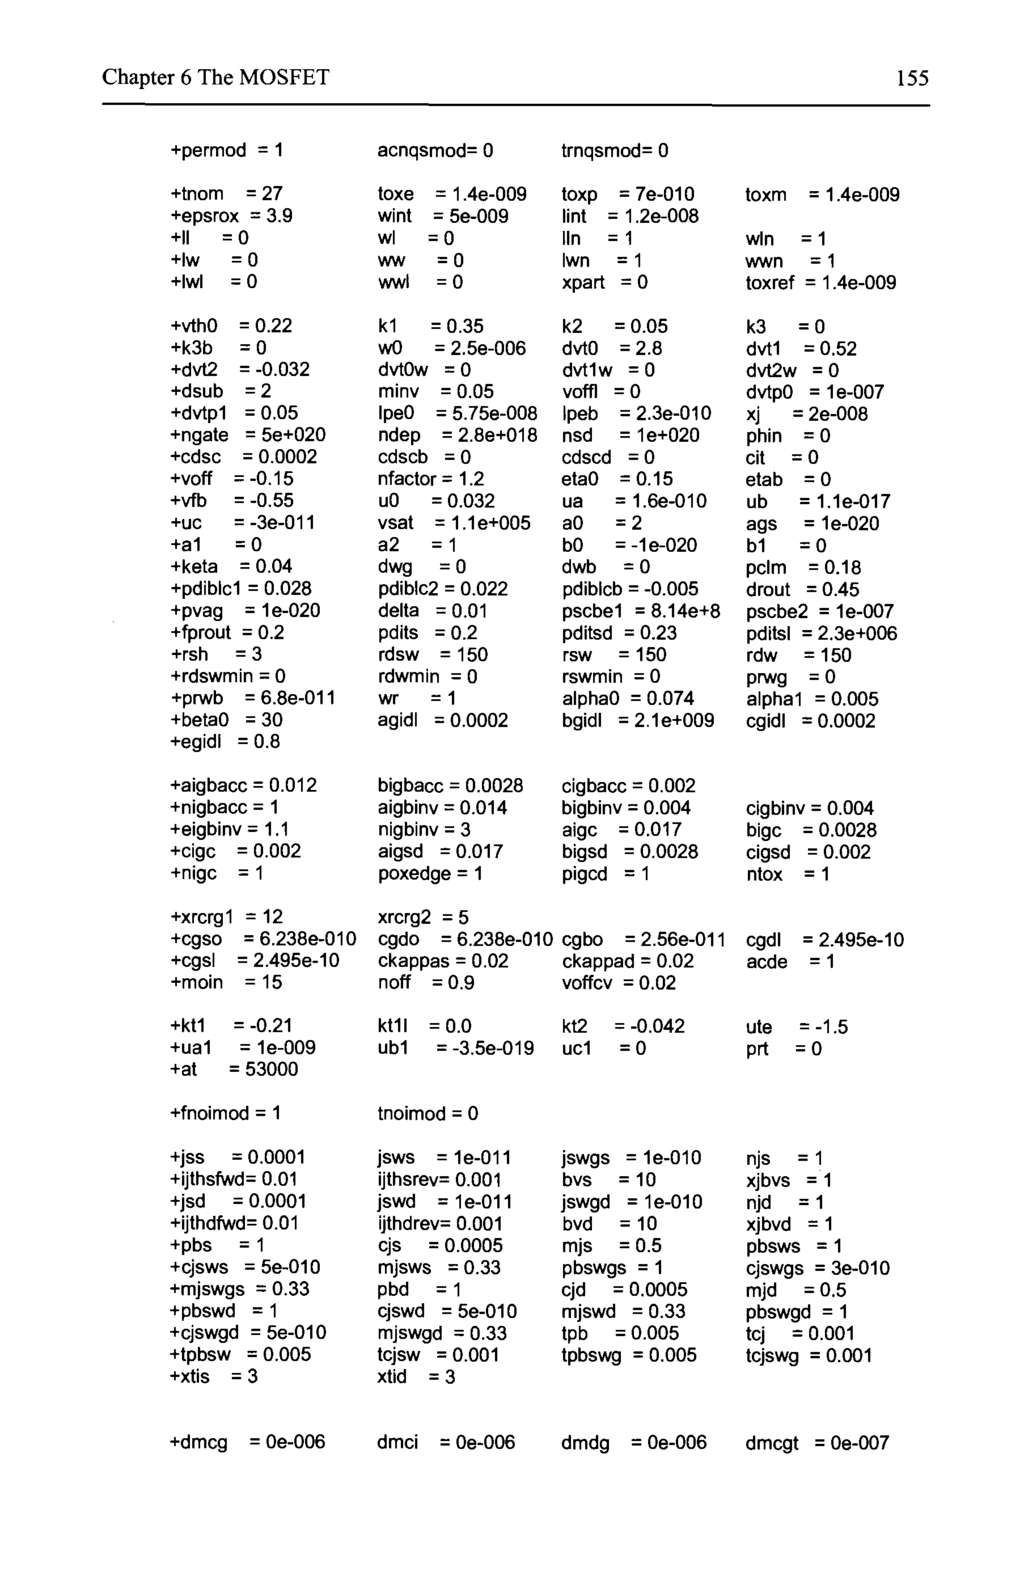 Chapter 6 The MOSFET 155
+permod = 1 acnqsmod= 0 trnqsmod= 0
+tnom = 27 toxe = 1.4e-009 toxp = 7e-010 toxm = 1.4e-009
+epsrox = 3.9 wint = 5e-009 lint = 1.2e-008
+ll = 0 wl = 0 lln = 1 wln = 1
+lw = 0 ww = 0 lwn = 1 wwn = 1
+lwl = 0 wwl = 0 xpart = 0 toxref = 1.4e-009
+vth0 = 0.22 k1 = 0.35 k2 = 0.05 k3 = 0
+k3b = 0 w0 = 2.5e-006 dvt0 = 2.8 dvt1 = 0.52
+dvt2 = -0.032 dvt0w = 0 dvt1w = 0 dvt2w = 0
+dsub = 2 minv = 0.05 voffl = 0 dvtp0 = 1e-007
+dvtp1 = 0.05 lpe0 = 5.75e-008 lpeb = 2.3e-010 xj = 2e-008
+ngate = 5e+020 ndep = 2.8e+018 nsd = 1e+020 phin = 0
+cdsc = 0.0002 cdscb = 0 cdscd = 0 cit = 0
+voff = -0.15 nfactor = 1.2 eta0 = 0.15 etab = 0
+vfb = -0.55 u0 = 0.032 ua = 1.6e-010 ub = 1.1e-017
+uc = -3e-011 vsat = 1.1e+005 a0 = 2 ags = 1e-020
+a1 = 0 a2 = 1 b0 = -1e-020 b1 = 0
+keta = 0.04 dwg = 0 dwb = 0 pclm = 0.18
+pdiblc1 = 0.028 pdiblc2 = 0.022 pdiblcb = -0.005 drout = 0.45
+pvag = 1e-020 delta = 0.01 pscbe1 = 8.14e+8 pscbe2 = 1e-007
+fprout = 0.2 pdits = 0.2 pditsd = 0.23 pditsl = 2.3e+006
+rsh = 3 rdsw = 150 rsw = 150 rdw = 150
+rdswmin = 0 rdwmin = 0 rswmin = 0 prwg = 0
+prwb = 6.8e-011 wr = 1 alpha0 = 0.074 alpha1 = 0.005
+beta0 = 30 agidl = 0.0002 bgidl = 2.1e+009 cgidl = 0.0002
+egidl = 0.8
+aigbacc = 0.012 bigbacc = 0.0028 cigbacc = 0.002
+nigbacc = 1 aigbinv = 0.014 bigbinv = 0.004 cigbinv = 0.004
+eigbinv = 1.1 nigbinv = 3 aigc = 0.017 bigc = 0.0028
+cigc = 0.002 aigsd = 0.017 bigsd = 0.0028 cigsd = 0.002
+nigc = 1 poxedge = 1 pigcd = 1 ntox = 1
+xrcrg1 = 12 xrcrg2 = 5
+cgso = 6.238e-010 cgdo = 6.238e-010 cgbo = 2.56e-011 cgdl = 2.495e-10
+cgsl = 2.495e-10 ckappas = 0.02 ckappad = 0.02 acde = 1
+moin = 15 noff = 0.9 voffcv = 0.02
+kt1 = -0.21 kt1l = 0.0 kt2 = -0.042 ute = -1.5
+ua1 = 1e-009 ub1 = -3.5e-019 uc1 = 0 prt = 0
+at = 53000
+fnoimod = 1 tnoimod = 0
+jss = 0.0001 jsws = 1e-011 jswgs = 1e-010 njs = 1
+ijthsfwd= 0.01 ijthsrev= 0.001 bvs = 10 xjbvs = 1
+jsd = 0.0001 jswd = 1e-011 jswgd = 1e-010 njd = 1
+ijthdfwd= 0.01 ijthdrev= 0.001 bvd = 10 xjbvd = 1
+pbs = 1 cjs = 0.0005 mjs = 0.5 pbsws = 1
+cjsws = 5e-010 mjsws = 0.33 pbswgs = 1 cjswgs = 3e-010
+mjswgs = 0.33 pbd = 1 cjd = 0.0005 mjd = 0.5
+pbswd = 1 cjswd = 5e-010 mjswd = 0.33 pbswgd = 1
+cjswgd = 5e-010 mjswgd = 0.33 tpb = 0.005 tcj = 0.001
+tpbsw = 0.005 tcjsw = 0.001 tpbswg = 0.005 tcjswg = 0.001
+xtis = 3 xtid = 3
+dmcg = 0e-006 dmci = 0e-006 dmdg = 0e-006 dmcgt = 0e-007